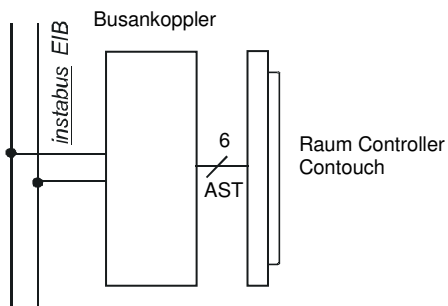 Busankoppler
instabus EIB
6
AST
Raum Controller
Contouch